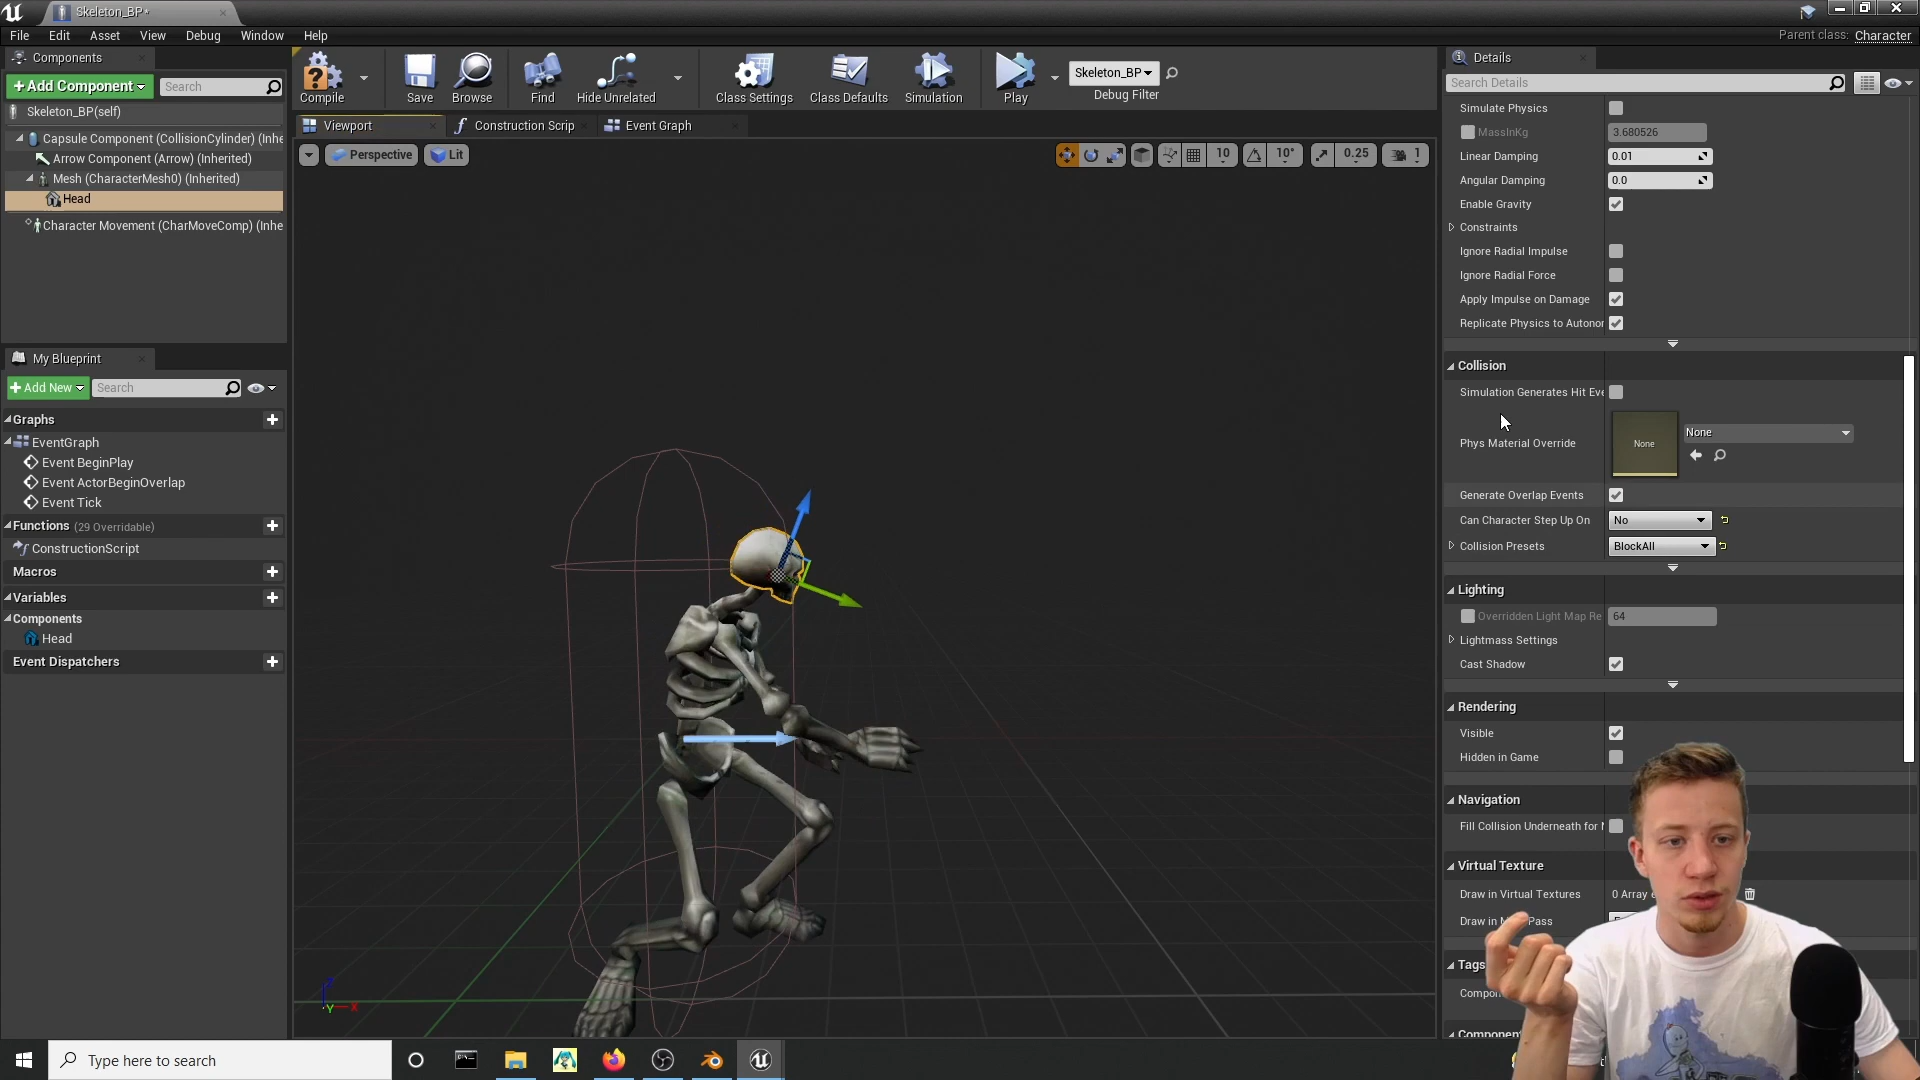 Skeleton_BP*
File Edit Asset View Debug Window Help
Parent class: Character
Components
+Add Component
Search
Skeleton_BP(self)
Capsule Component (CollisionCylinder) (Inhe
Arrow Component (Arrow) (Inherited)
Mesh (CharacterMesh0) (Inherited)
Head
Character Movement (CharMoveComp) (Inhe
My Blueprint
+Add New
Search
Graphs
EventGraph
Event BeginPlay
Event ActorBeginOverlap
Event Tick
Functions (29 Overridable)
ConstructionScript
Macros
Variables
Components
Head
Event Dispatchers
Compile
Save
Browse
Find
Hide Unrelated
Class Settings
Class Defaults
Simulation
Play
Skeleton_BP
Debug Filter
Viewport
Construction Scrip
Event Graph
Perspective
Lit
10
10°
0.25
1
Z
Y
X
Details
Search Details
Simulate Physics
MassInKg 3.680526
Linear Damping 0.01
Angular Damping 0.0
Enable Gravity
Constraints
Ignore Radial Impulse
Ignore Radial Force
Apply Impulse on Damage
Replicate Physics to Autonor
Collision
Simulation Generates Hit Eve
Phys Material Override
None
None
Generate Overlap Events
Can Character Step Up On No
Collision Presets BlockAll
Lighting
Overridden Light Map Re 64
Lightmass Settings
Cast Shadow
Rendering
Visible
Hidden in Game
Navigation
Fill Collision Underneath for
Virtual Texture
Draw in Virtual Textures 0 Array
Draw in M Pass
Tags
Compon
Component
Type here to search